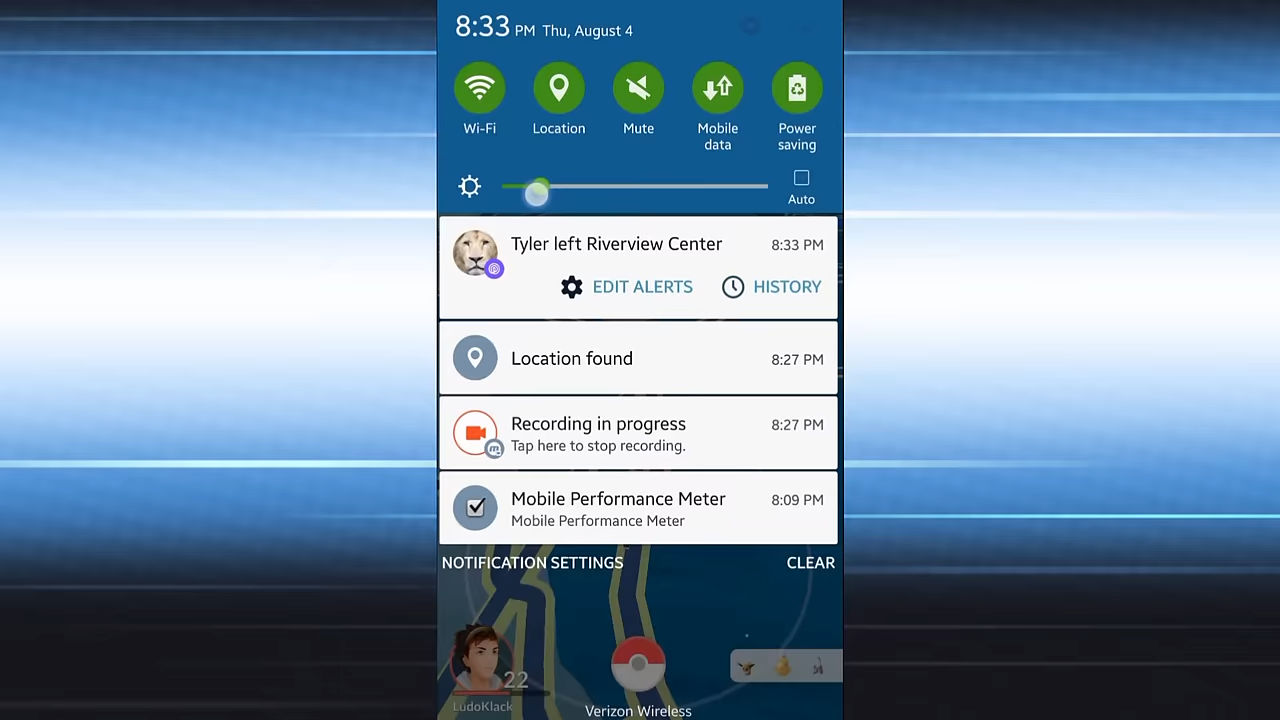 8:33 PM Thu, August 4
Wi-Fi
Location
Mute
Mobile
data
Power
saving
Auto
Tyler left Riverview Center 8:33 PM
EDIT ALERTS HISTORY
Location found 8:27 PM
Recording in progress 8:27 PM
Tap here to stop recording.
Mobile Performance Meter 8:09 PM
Mobile Performance Meter
NOTIFICATION SETTINGS CLEAR
22
LudoKlack
Verizon Wireless